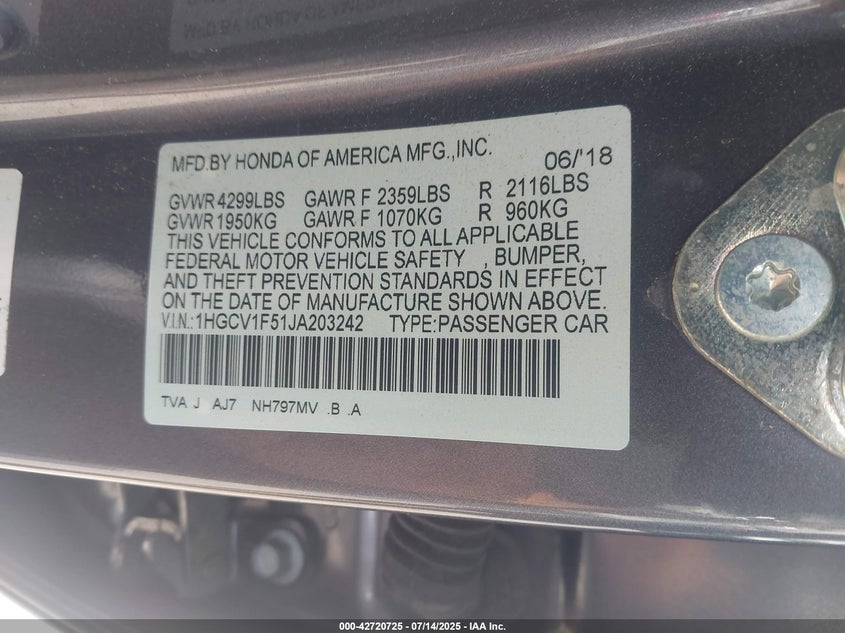 MFD.BY HONDA OF AMERICA MFG.,INC. 06/'18
GVWR 4299LBS GAWR F 2359LBS R 2116LBS
GVWR 1950KG GAWR F 1070KG R 960KG
THIS VEHICLE CONFORMS TO ALL APPLICABLE
FEDERAL MOTOR VEHICLE SAFETY , BUMPER,
AND THEFT PREVENTION STANDARDS IN EFFECT
ON THE DATE OF MANUFACTURE SHOWN ABOVE.
V.I.N.:1HGCV1F51JA203242 TYPE:PASSENGER CAR
TVA J AJ7 NH797MV .B .A
000-42720725 - 07/14/2025 - IAA Inc.